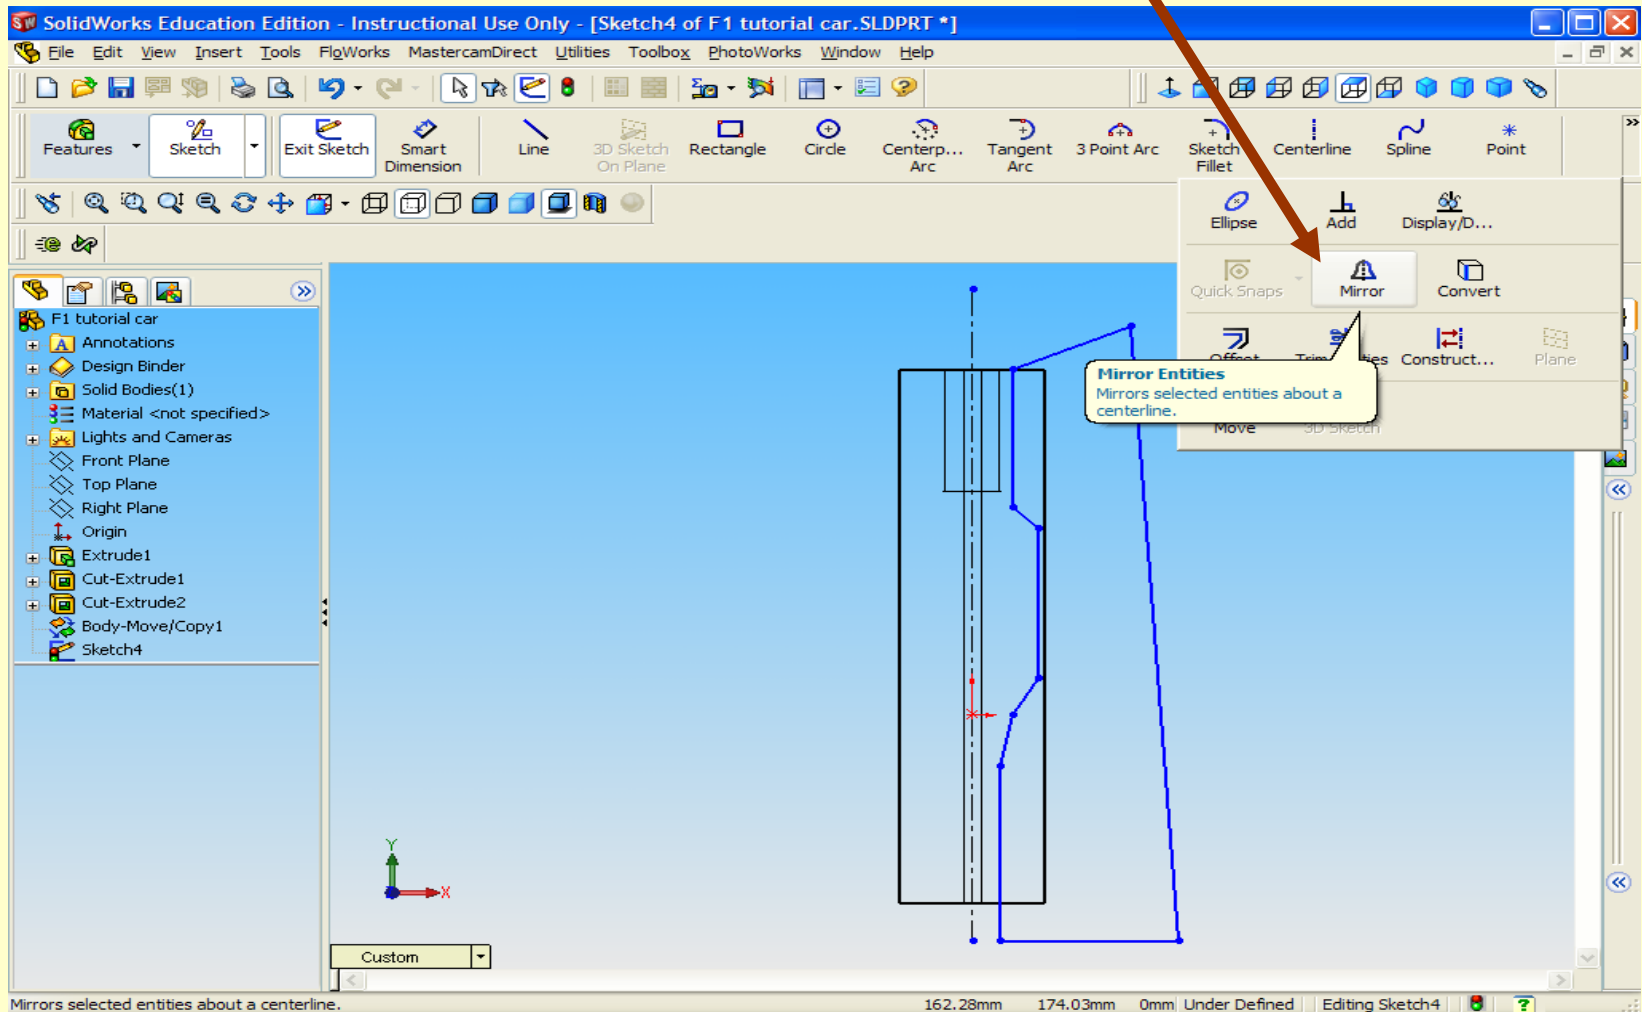 SolidWorks Education Edition - Instructional Use Only - [Sketch4 of F1 tutorial car.SLDPRT *]
File Edit View Insert Tools FloWorks MastercamDirect Utilities Toolbox PhotoWorks Window Help
Features Sketch Exit Sketch Smart Dimension Line 3D Sketch On Plane Rectangle Circle Centerp... Arc Tangent Arc 3 Point Arc Sketch Fillet Centerline Spline Point
Ellipse Add Display/D...
Quick Snaps Mirror Convert
Offset Construct... Plane
Mirror Entities
Mirrors selected entities about a
centerline.
Move 3D Sketch
F1 tutorial car
Annotations
Design Binder
Solid Bodies(1)
Material <not specified>
Lights and Cameras
Front Plane
Top Plane
Right Plane
Origin
Extrude1
Cut-Extrude1
Cut-Extrude2
Body-Move/Copy1
Sketch4
Y
X
Custom
Mirrors selected entities about a centerline. 162.28mm 174.03mm 0mm Under Defined Editing Sketch4